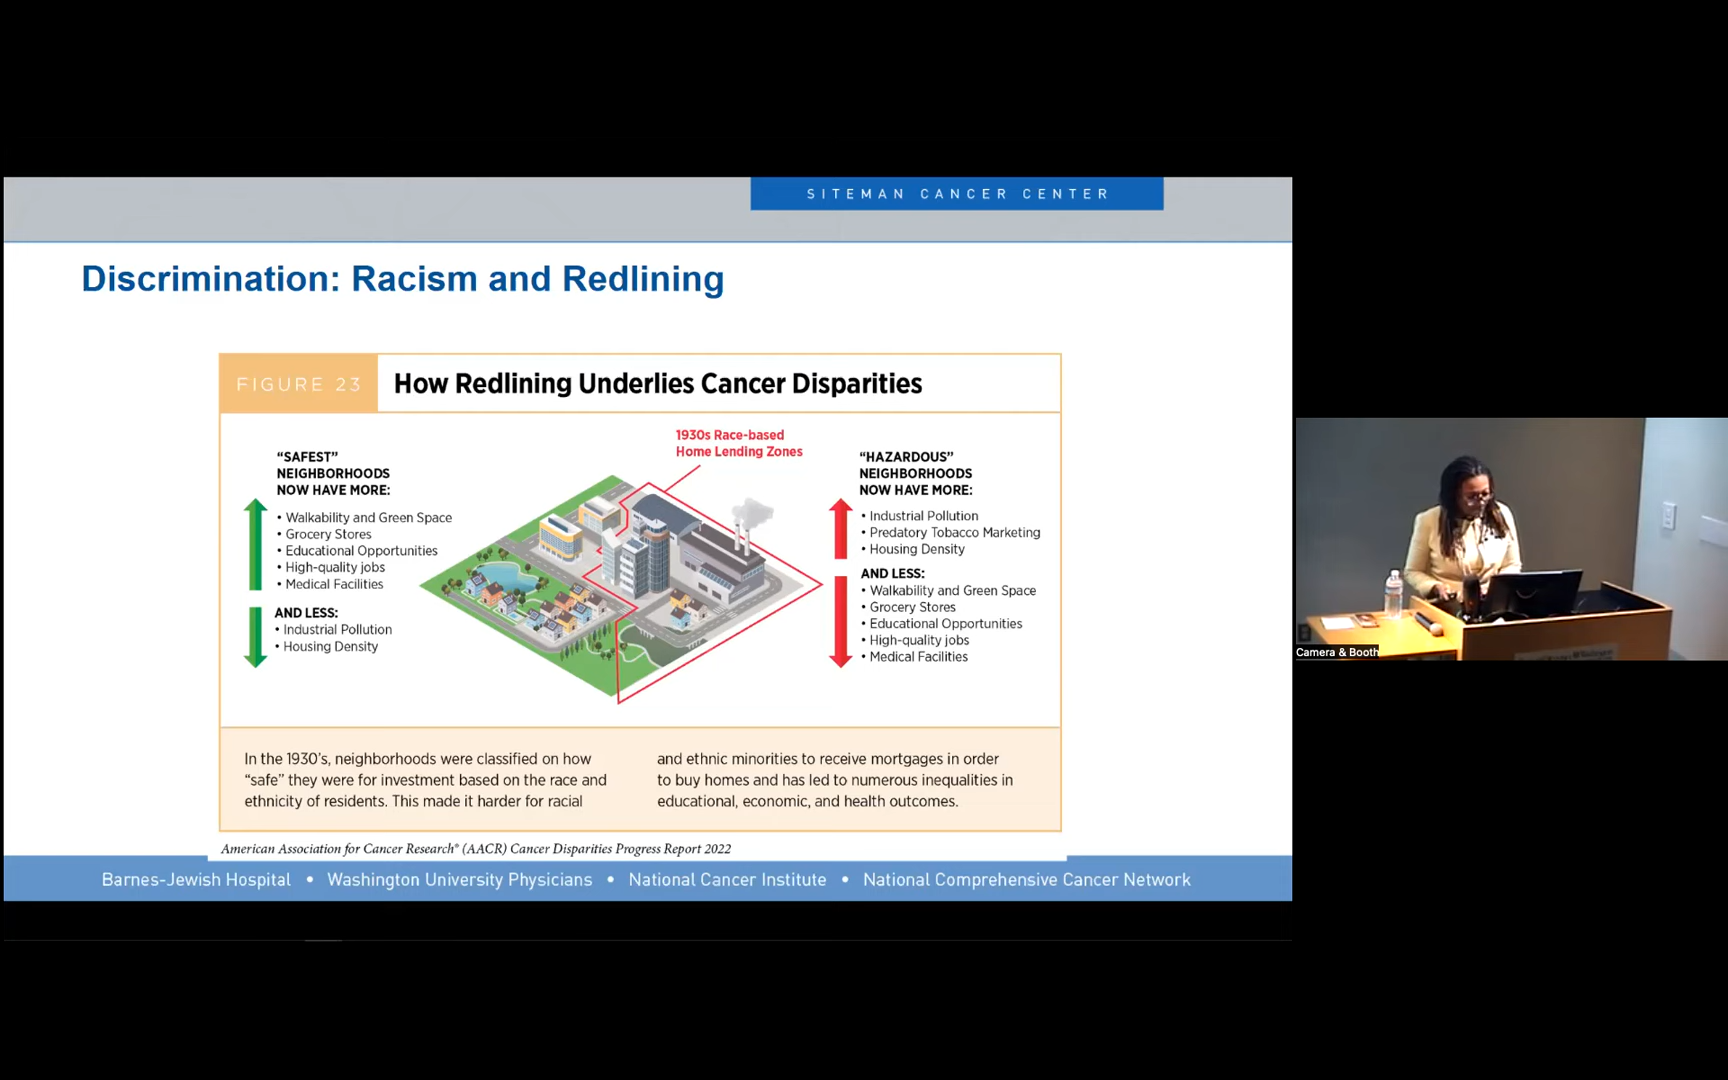 SITEMAN CANCER CENTER
Discrimination: Racism and Redlining
FIGURE 23
How Redlining Underlies Cancer Disparities
1930s Race-based
Home Lending Zones
“SAFEST”
NEIGHBORHOODS
NOW HAVE MORE:
• Walkability and Green Space
• Grocery Stores
• Educational Opportunities
• High-quality jobs
• Medical Facilities
AND LESS:
• Industrial Pollution
• Housing Density
“HAZARDOUS”
NEIGHBORHOODS
NOW HAVE MORE:
• Industrial Pollution
• Predatory Tobacco Marketing
• Housing Density
AND LESS:
• Walkability and Green Space
• Grocery Stores
• Educational Opportunities
• High-quality jobs
• Medical Facilities
In the 1930’s, neighborhoods were classified on how
“safe” they were for investment based on the race and
ethnicity of residents. This made it harder for racial
and ethnic minorities to receive mortgages in order
to buy homes and has led to numerous inequalities in
educational, economic, and health outcomes.
American Association for Cancer Research® (AACR) Cancer Disparities Progress Report 2022
Barnes-Jewish Hospital • Washington University Physicians • National Cancer Institute • National Comprehensive Cancer Network
Camera & Booth